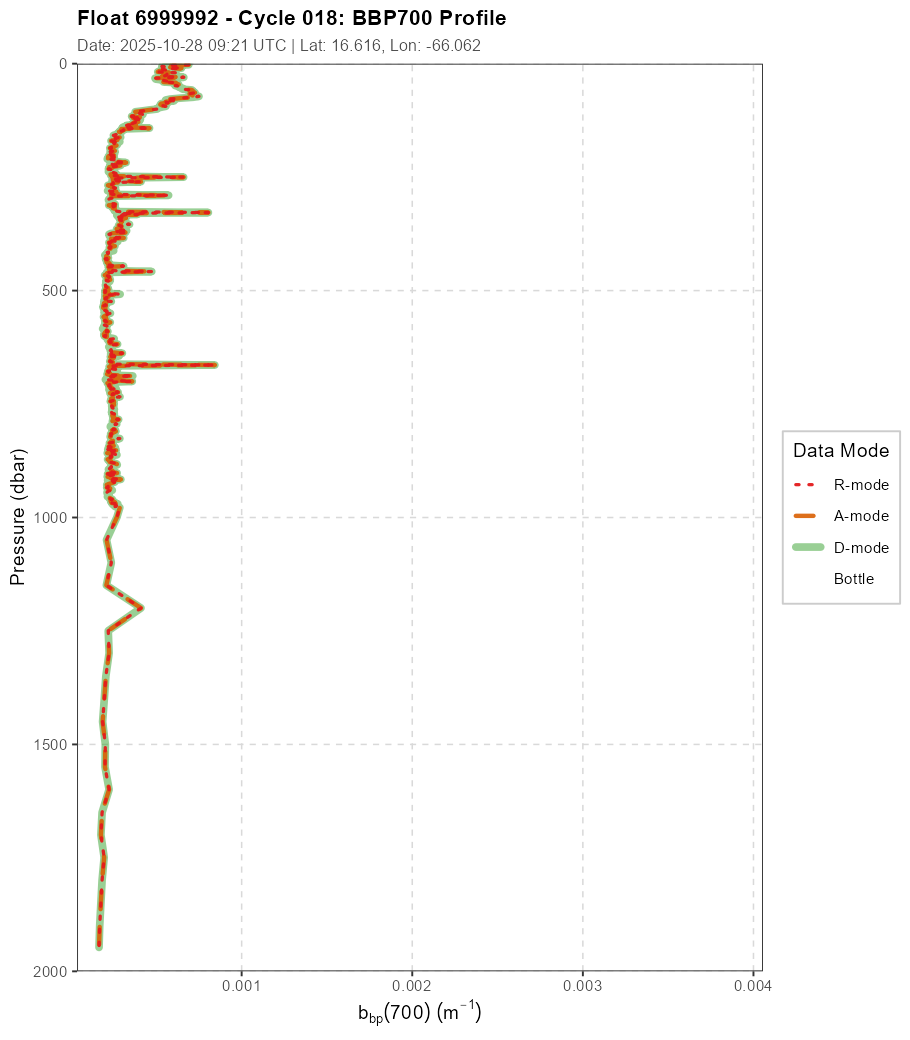 Float 6999992 - Cycle 018: BBP700 Profile
Date: 2025-10-28 09:21 UTC | Lat: 16.616, Lon: -66.062
0
500
1000
1500
2000
Pressure (dbar)
0.001
0.002
0.003
0.004
b_bp(700) (m⁻¹)
Data Mode
R-mode
A-mode
D-mode
Bottle